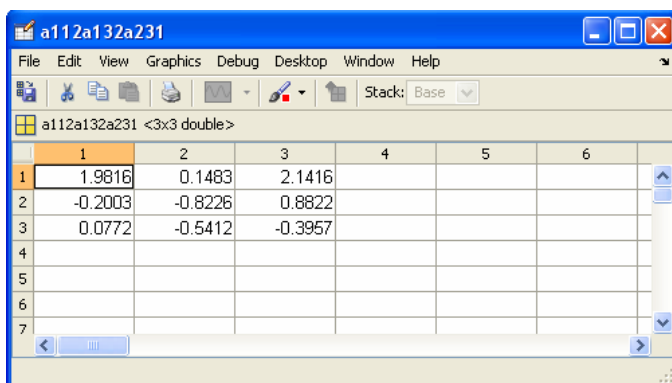 a112a132a231
File Edit View Graphics Debug Desktop Window Help
Stack: Base
a112a132a231 <3x3 double>
1 2 3 4 5 6
1 1.9816 0.1483 2.1416
2 -0.2003 -0.8226 0.8822
3 0.0772 -0.5412 -0.3957
4
5
6
7